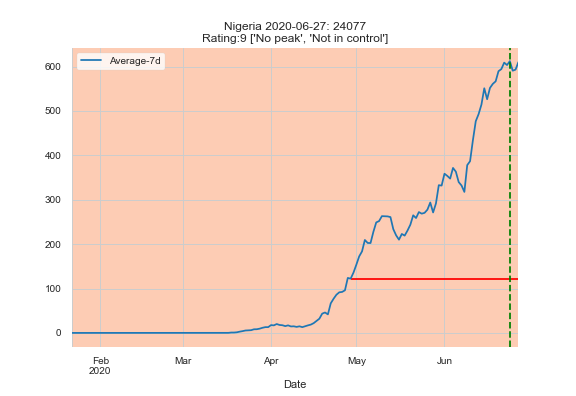 Nigeria 2020-06-27: 24077
Rating:9 ['No peak', 'Not in control']
Average-7d
600
500
400
300
200
100
0
Feb Mar Apr May Jun
2020
Date